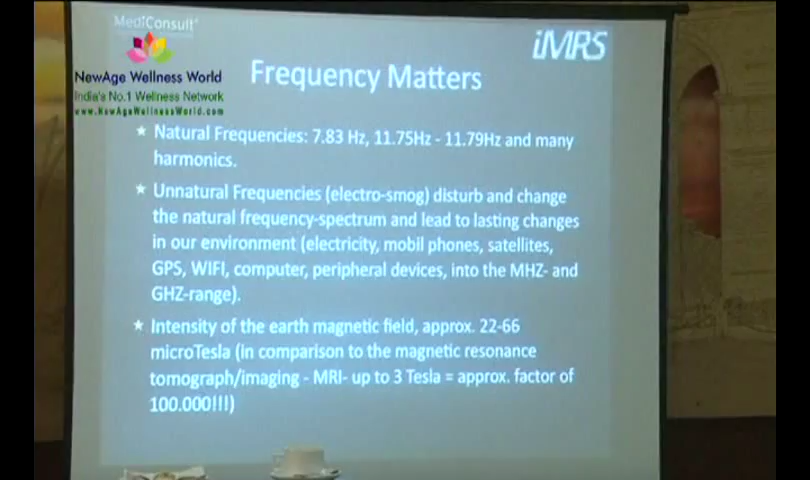 MediConsult
iMRS
NewAge Wellness World
India's No.1 Wellness Network
www.NewAgeWellnessWorld.com
Frequency Matters
Natural Frequencies: 7.83 Hz, 11.75Hz - 11.79Hz and many
harmonics.
Unnatural Frequencies (electro-smog) disturb and change
the natural frequency-spectrum and lead to lasting changes
in our environment (electricity, mobil phones, satellites,
GPS, WIFI, computer, peripheral devices, into the MHZ- and
GHZ-range).
Intensity of the earth magnetic field, approx. 22-66
microTesla (in comparison to the magnetic resonance
tomograph/imaging - MRI- up to 3 Tesla = approx. factor of
100.000!!!)